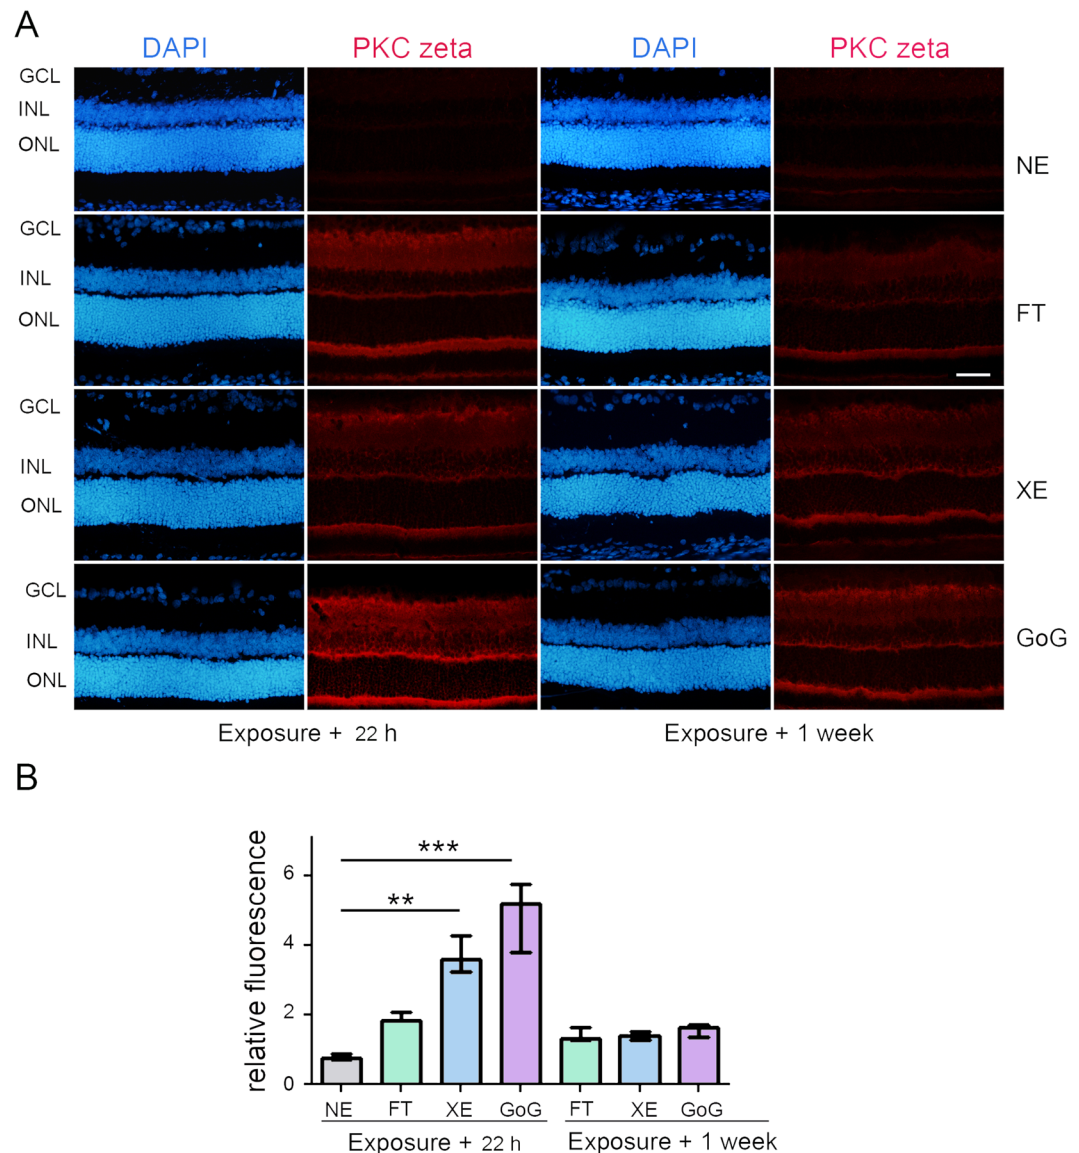 A
DAPI PKC zeta DAPI PKC zeta
GCL
INL
ONL
NE
GCL
INL
ONL
FT
GCL
INL
ONL
XE
GCL
INL
ONL
GoG
Exposure + 22 h Exposure + 1 week
B
relative fluorescence
6
4
2
0
***
**
NE FT XE GoG FT XE GoG
Exposure + 22 h Exposure + 1 week